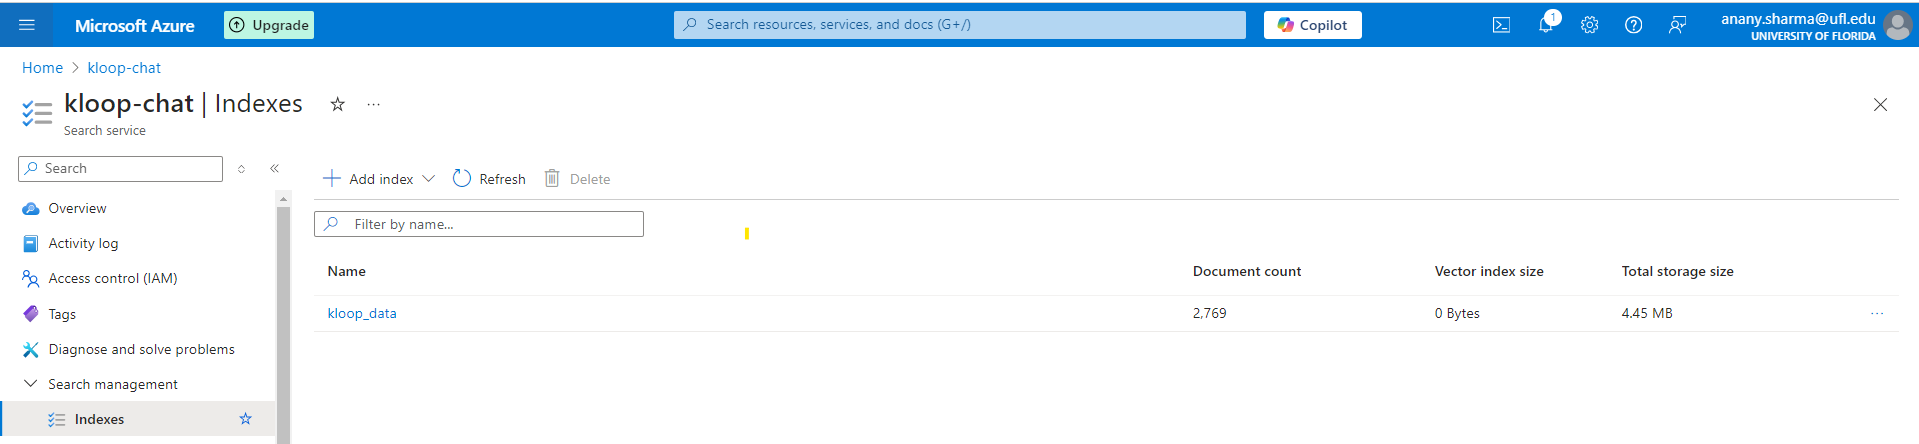 Microsoft Azure
Upgrade
Search resources, services, and docs (G+/)
Copilot
1
anany.sharma@ufl.edu
UNIVERSITY OF FLORIDA
Home > kloop-chat
kloop-chat | Indexes
Search service
Search
Add index
Refresh
Delete
Overview
Filter by name...
Activity log
Name Document count Vector index size Total storage size
Access control (IAM)
Tags
kloop_data 2,769 0 Bytes 4.45 MB
Diagnose and solve problems
Search management
Indexes